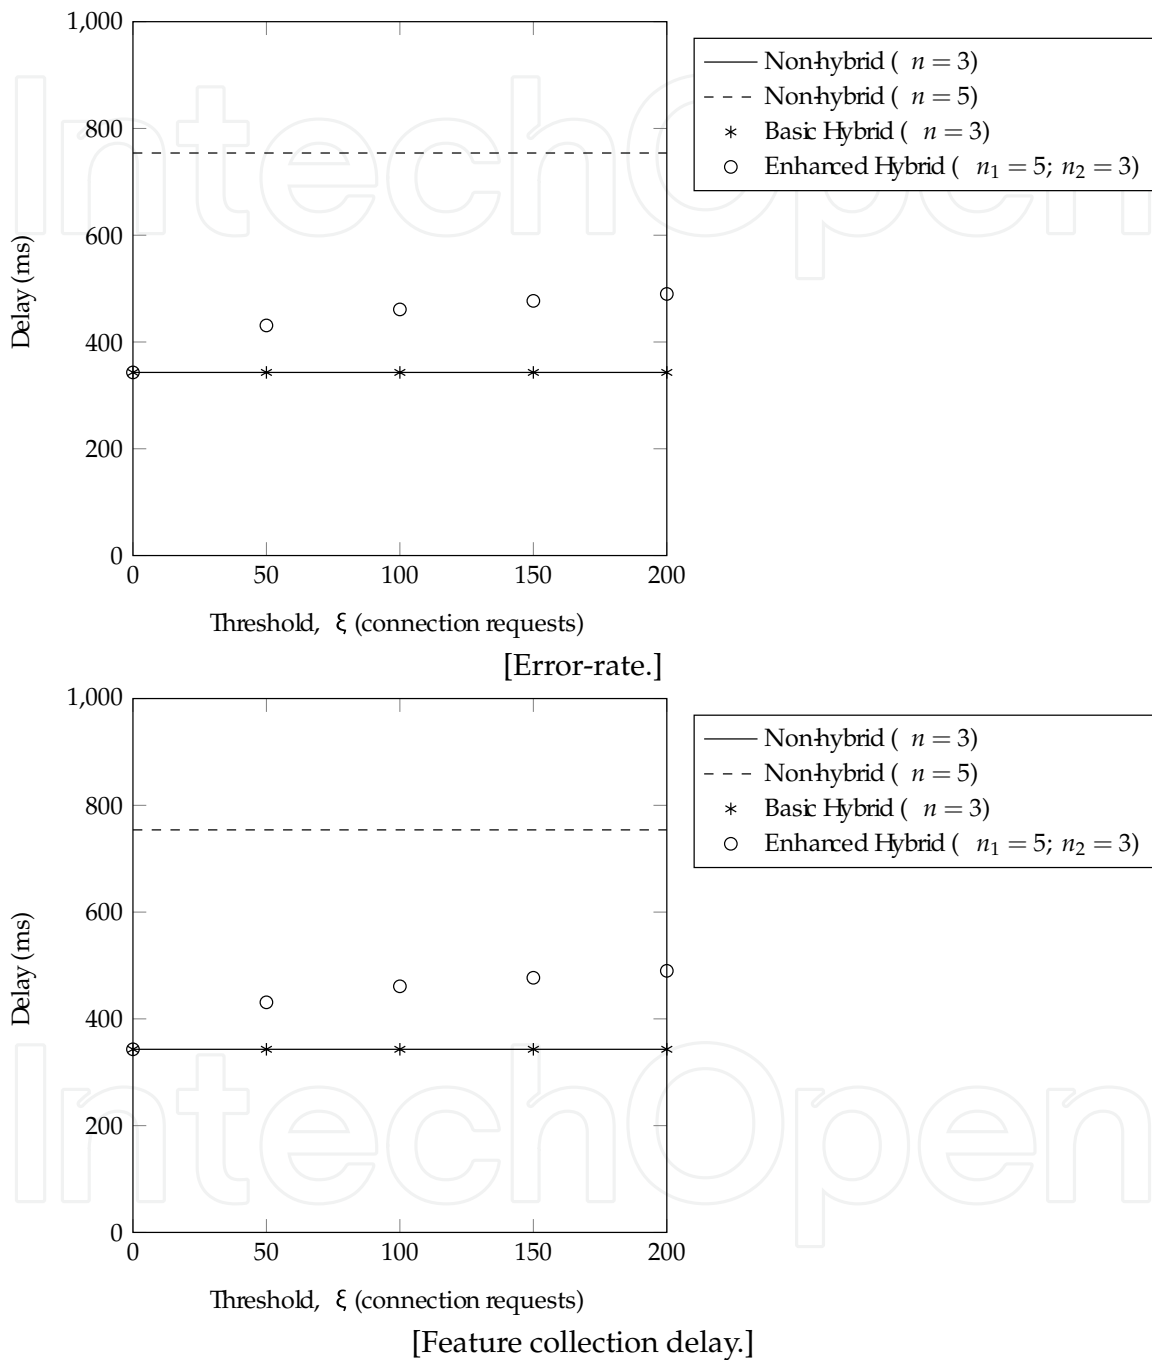 1,000
800
600
400
200
0
Delay (ms)
0 50 100 150 200
Threshold, ξ (connection requests)
Non-hybrid ( n = 3)
Non-hybrid ( n = 5)
Basic Hybrid ( n = 3)
Enhanced Hybrid ( n₁ = 5; n₂ = 3)
IntechOpen
[Error-rate.]
1,000
800
600
400
200
0
Delay (ms)
0 50 100 150 200
Threshold, ξ (connection requests)
Non-hybrid ( n = 3)
Non-hybrid ( n = 5)
Basic Hybrid ( n = 3)
Enhanced Hybrid ( n₁ = 5; n₂ = 3)
IntechOpen
[Feature collection delay.]